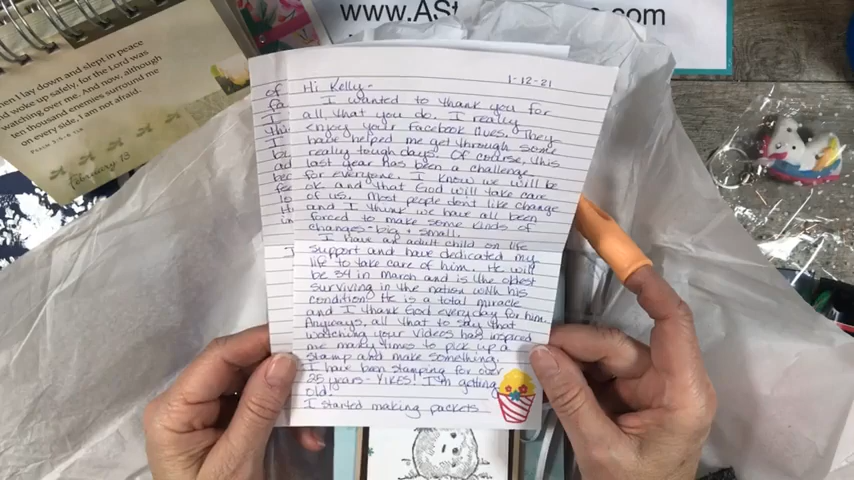 www.ASt
com
hen I lay down and slept in peace
and woke up safely, for the Lord was
watching over me. And now, although
ten thousand enemies surround me
on every side, I am not afraid.
February 13
1-12-21
Hi Kelly-
I wanted to thank you for
all that you do. I really
enjoy your Facebook lives. They
have helped me get through some
really tough days. Of course, this
last year has been a challenge
for everyone. I know we will be
ok and that God will take care
of us. Most people don't like change
and I think we have all been
forced to make some kinds of
changes - big + small.
I have an adult child on life
support and have dedicated my
life to take care of him. He will
be 34 in March and is the oldest
surviving in the nation with his
condition. He is a total miracle
and I thank God everyday for him.
Anyways, all that to say that
watching your videos has inspired
me many times to pick up a
stamp and make something.
I have been stamping for over
25 years - YIKES! I'm getting
old.
I started making packets